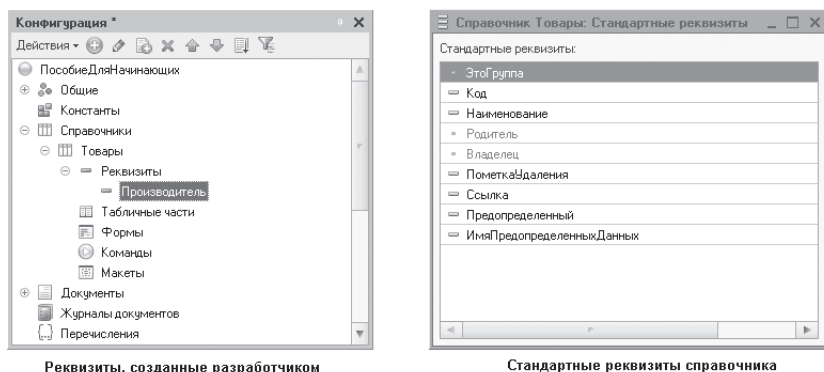 Конфигурация *
Действия
ПособиеДляНачинающих
Общие
Константы
Справочники
Товары
Реквизиты
Производитель
Табличные части
Формы
Команды
Макеты
Документы
Журналы документов
Перечисления
Реквизиты, созданные разработчиком
Справочник Товары: Стандартные реквизиты
Стандартные реквизиты:
ЭтоГруппа
Код
Наименование
Родитель
Владелец
ПометкаУдаления
Ссылка
Предопределенный
ИмяПредопределенныхДанных
Стандартные реквизиты справочника